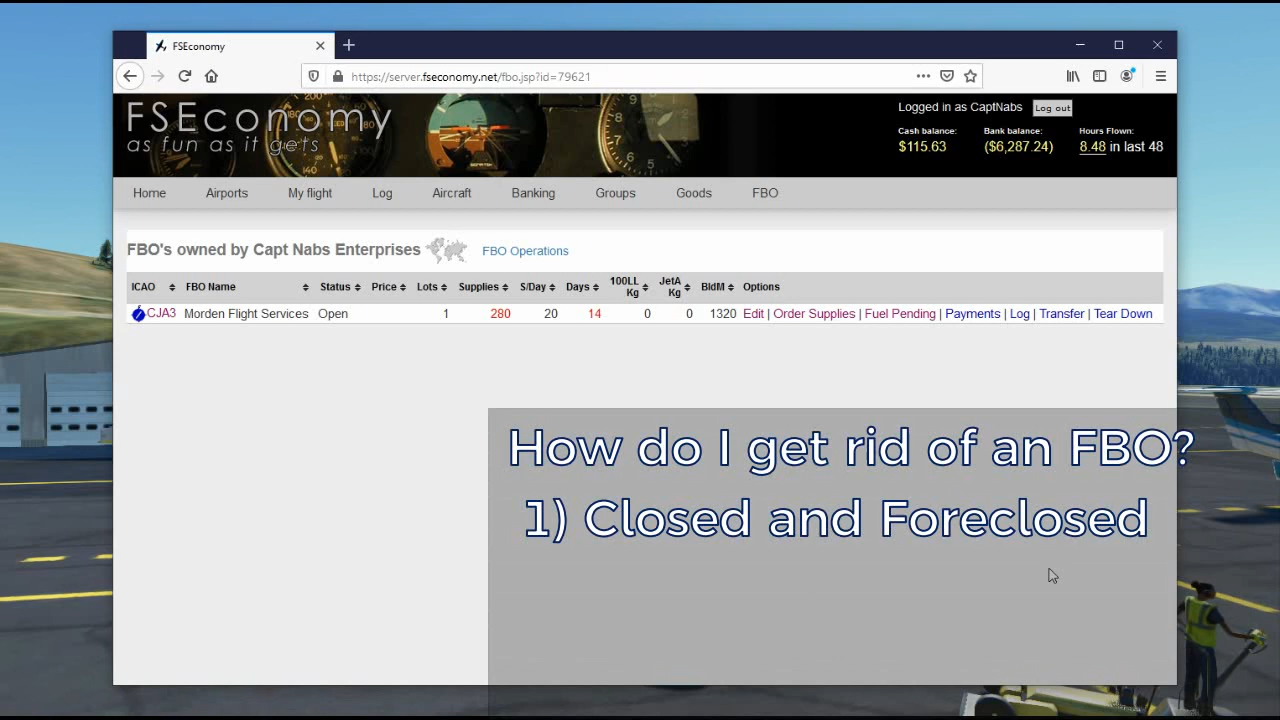 FSEconomy
https://server.fseconomy.net/fbo.jsp?id=79621
FSEconomy
as fun as it gets
Logged in as CaptNabs Log out
Cash balance: Bank balance: Hours Flown:
$115.63 ($6,287.24) 8.48 in last 48
Home Airports My flight Log Aircraft Banking Groups Goods FBO
FBO's owned by Capt Nabs Enterprises FBO Operations
ICAO FBO Name Status Price Lots Supplies S/Day Days 100LL Kg JetA Kg BldM Options
CJA3 Morden Flight Services Open 1 280 20 14 0 0 1320 Edit | Order Supplies | Fuel Pending | Payments | Log | Transfer | Tear Down
How do I get rid of an FBO?
1) Closed and Foreclosed